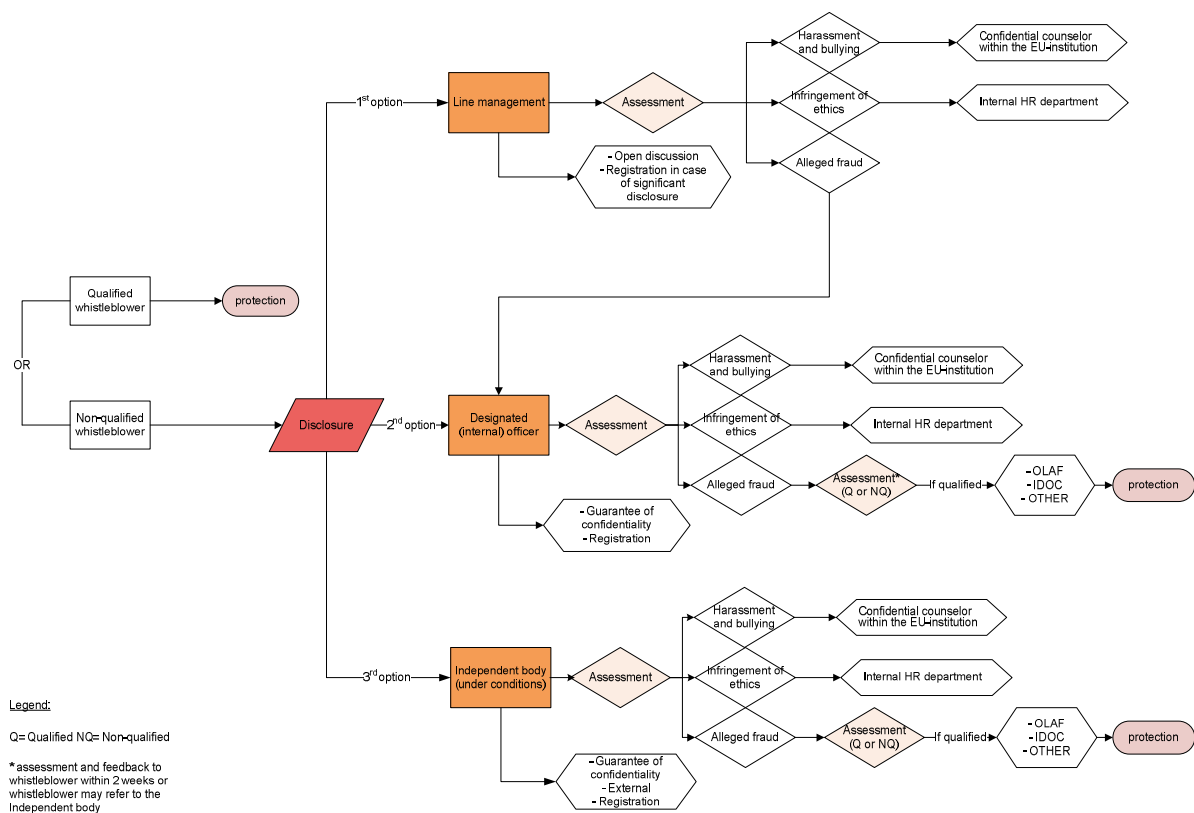 1st option
Line management
Assessment
Harassment
and bullying
Confidential counselor
within the EU-institution
Infringement of
ethics
Internal HR department
Alleged fraud
- Open discussion
- Registration in case
of significant
disclosure
Qualified
whistleblower
protection
OR
Non-qualified
whistleblower
Disclosure
2nd option
Designated
(internal) officer
Assessment
Harassment
and bullying
Confidential counselor
within the EU-institution
Infringement of
ethics
Internal HR department
Alleged fraud
Assessment*
(Q or NQ)
If qualified
- OLAF
- IDOC
- OTHER
protection
- Guarantee of
confidentiality
- Registration
3rd option
Independent body
(under conditions)
Assessment
Harassment
and bullying
Confidential counselor
within the EU-institution
Infringement of
ethics
Internal HR department
Alleged fraud
Assessment
(Q or NQ)
If qualified
- OLAF
- IDOC
- OTHER
protection
- Guarantee of
confidentiality
- External
- Registration
Legend:
Q= Qualified NQ= Non-qualified
* assessment and feedback to
whistleblower within 2 weeks or
whistleblower may refer to the
Independent body